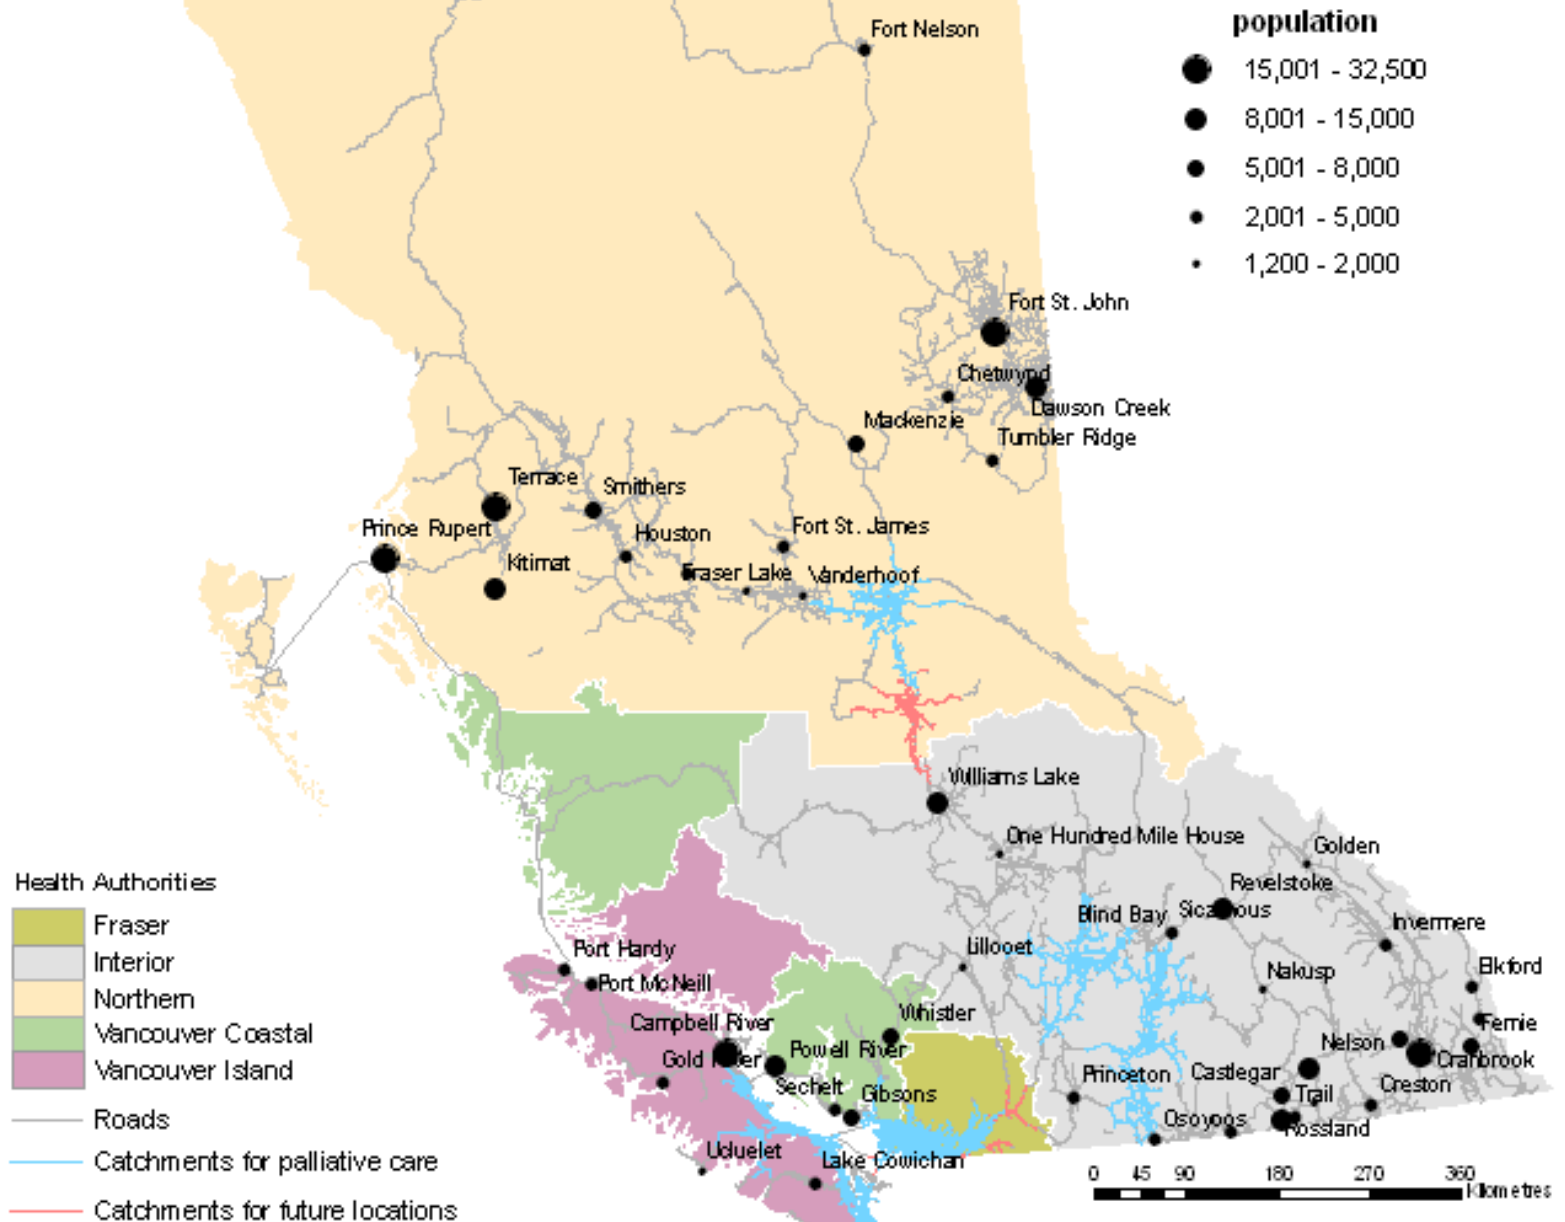 population
15,001 - 32,500
8,001 - 15,000
5,001 - 8,000
2,001 - 5,000
1,200 - 2,000
Fort Nelson
Fort St. John
Chetwynd
Dawson Creek
Mackenzie
Tumbler Ridge
Terrace
Smithers
Prince Rupert
Houston
Fort St. James
Kitimat
Fraser Lake
Vanderhoof
Williams Lake
One Hundred Mile House
Golden
Revelstoke
Blind Bay
Sicamous
Invermere
Lillooet
Port Hardy
Nakusp
Elkford
Port McNeill
Whistler
Campbell River
Fernie
Nelson
Powell River
Gold River
Cranbrook
Sechelt
Princeton
Castlegar
Creston
Gibsons
Trail
Osoyoos
Rossland
Ucluelet
Lake Cowichan
Health Authorities
Fraser
Interior
Northern
Vancouver Coastal
Vancouver Island
Roads
Catchments for palliative care
Catchments for future locations
0 45 90 180 270 360
Kilometres